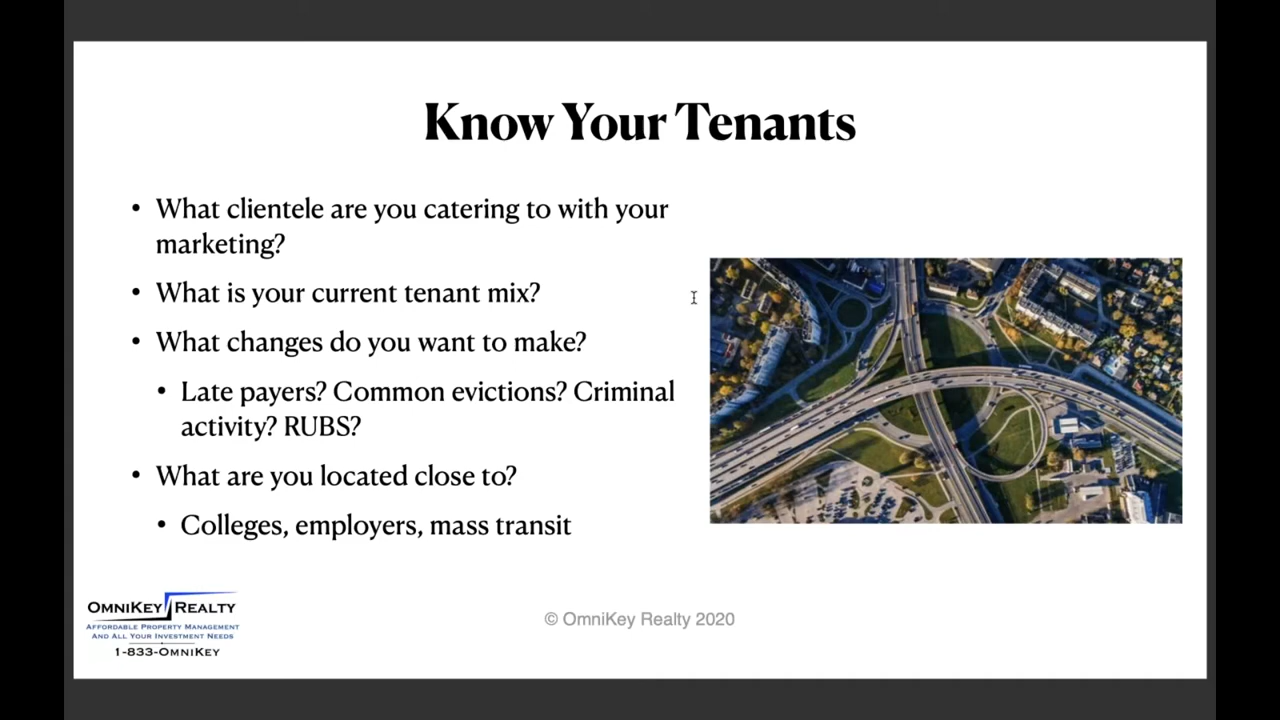 Know Your Tenants
• What clientele are you catering to with your
marketing?
• What is your current tenant mix?
• What changes do you want to make?
• Late payers? Common evictions? Criminal
activity? RUBS?
• What are you located close to?
• Colleges, employers, mass transit
OMNIKEY REALTY
AFFORDABLE PROPERTY MANAGEMENT
AND ALL YOUR INVESTMENT NEEDS
1-833-OMNIKEY
© OmniKey Realty 2020